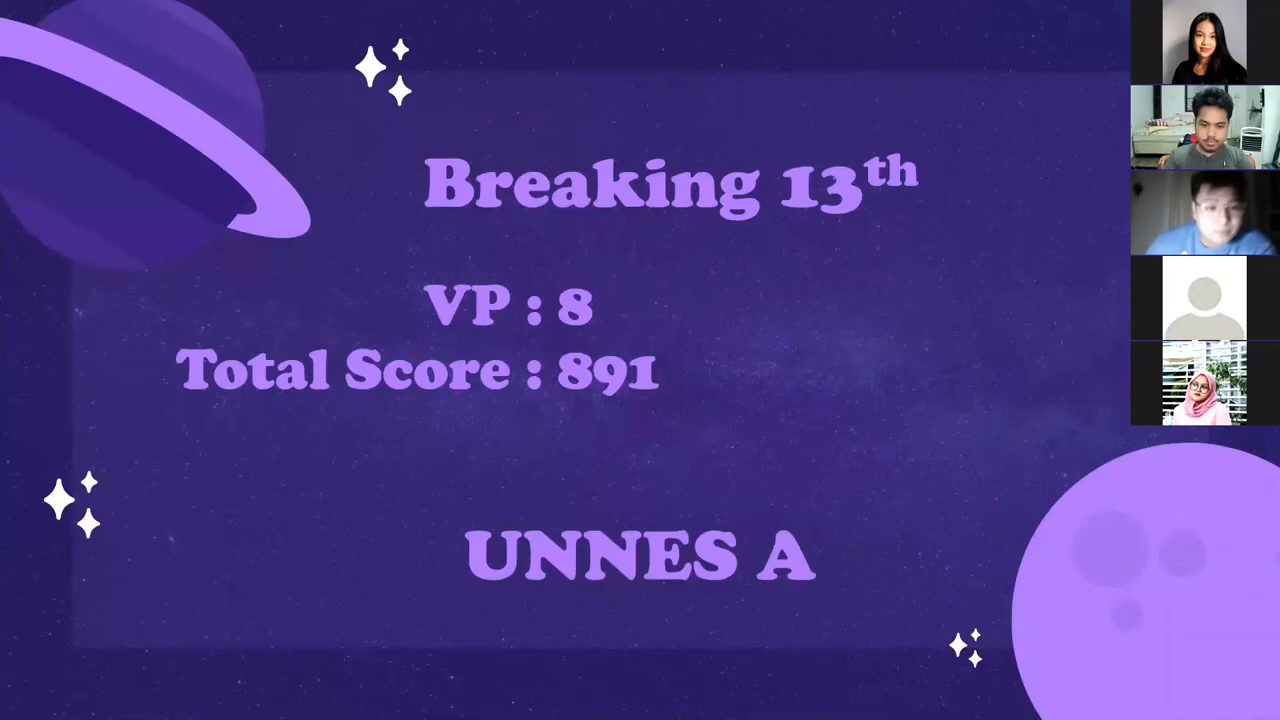 Breaking 13th
VP : 8
Total Score : 891
UNNES A